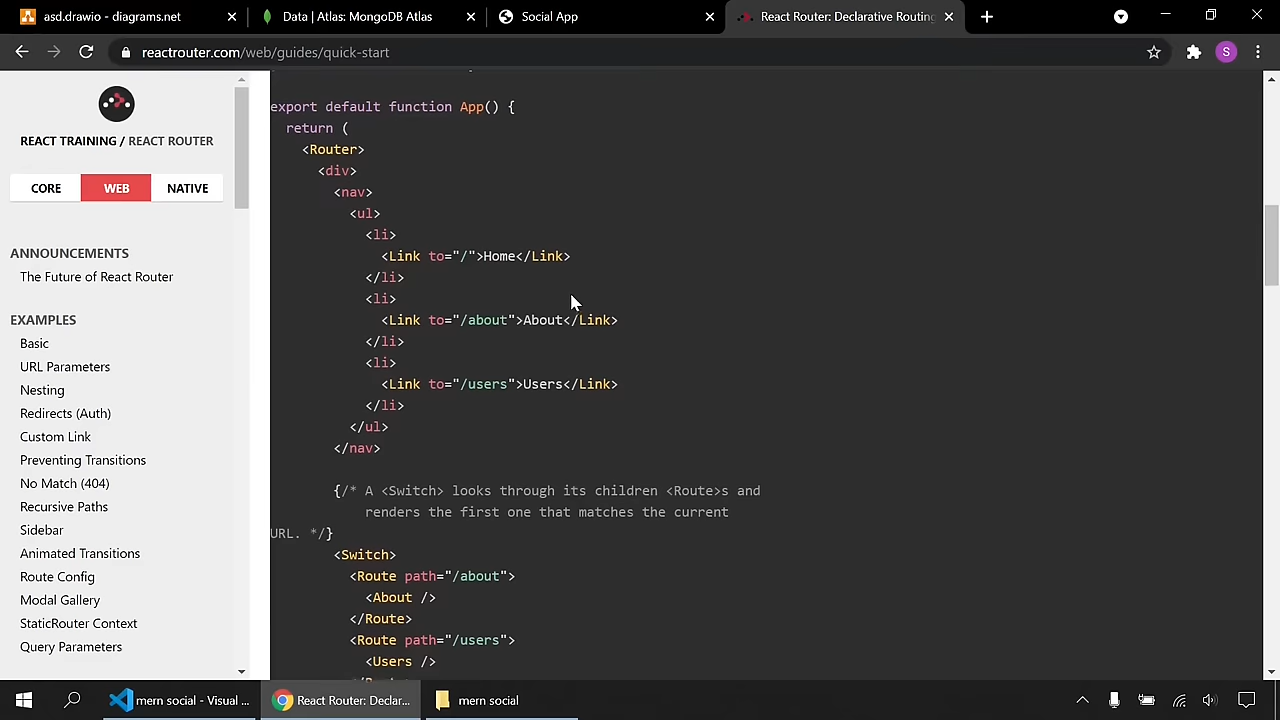 asd.drawio - diagrams.net
Data | Atlas: MongoDB Atlas
Social App
React Router: Declarative Routing
reactrouter.com/web/guides/quick-start
S
REACT TRAINING / REACT ROUTER
CORE
WEB
NATIVE
ANNOUNCEMENTS
The Future of React Router
EXAMPLES
Basic
URL Parameters
Nesting
Redirects (Auth)
Custom Link
Preventing Transitions
No Match (404)
Recursive Paths
Sidebar
Animated Transitions
Route Config
Modal Gallery
StaticRouter Context
Query Parameters
export default function App() {
return (
<Router>
<div>
<nav>
<ul>
<li>
<Link to="/">Home</Link>
</li>
<li>
<Link to="/about">About</Link>
</li>
<li>
<Link to="/users">Users</Link>
</li>
</ul>
</nav>
{/* A <Switch> looks through its children <Route>s and
renders the first one that matches the current
URL. */}
<Switch>
<Route path="/about">
<About />
</Route>
<Route path="/users">
<Users />
mern social - Visual ...
React Router: Declar...
mern social